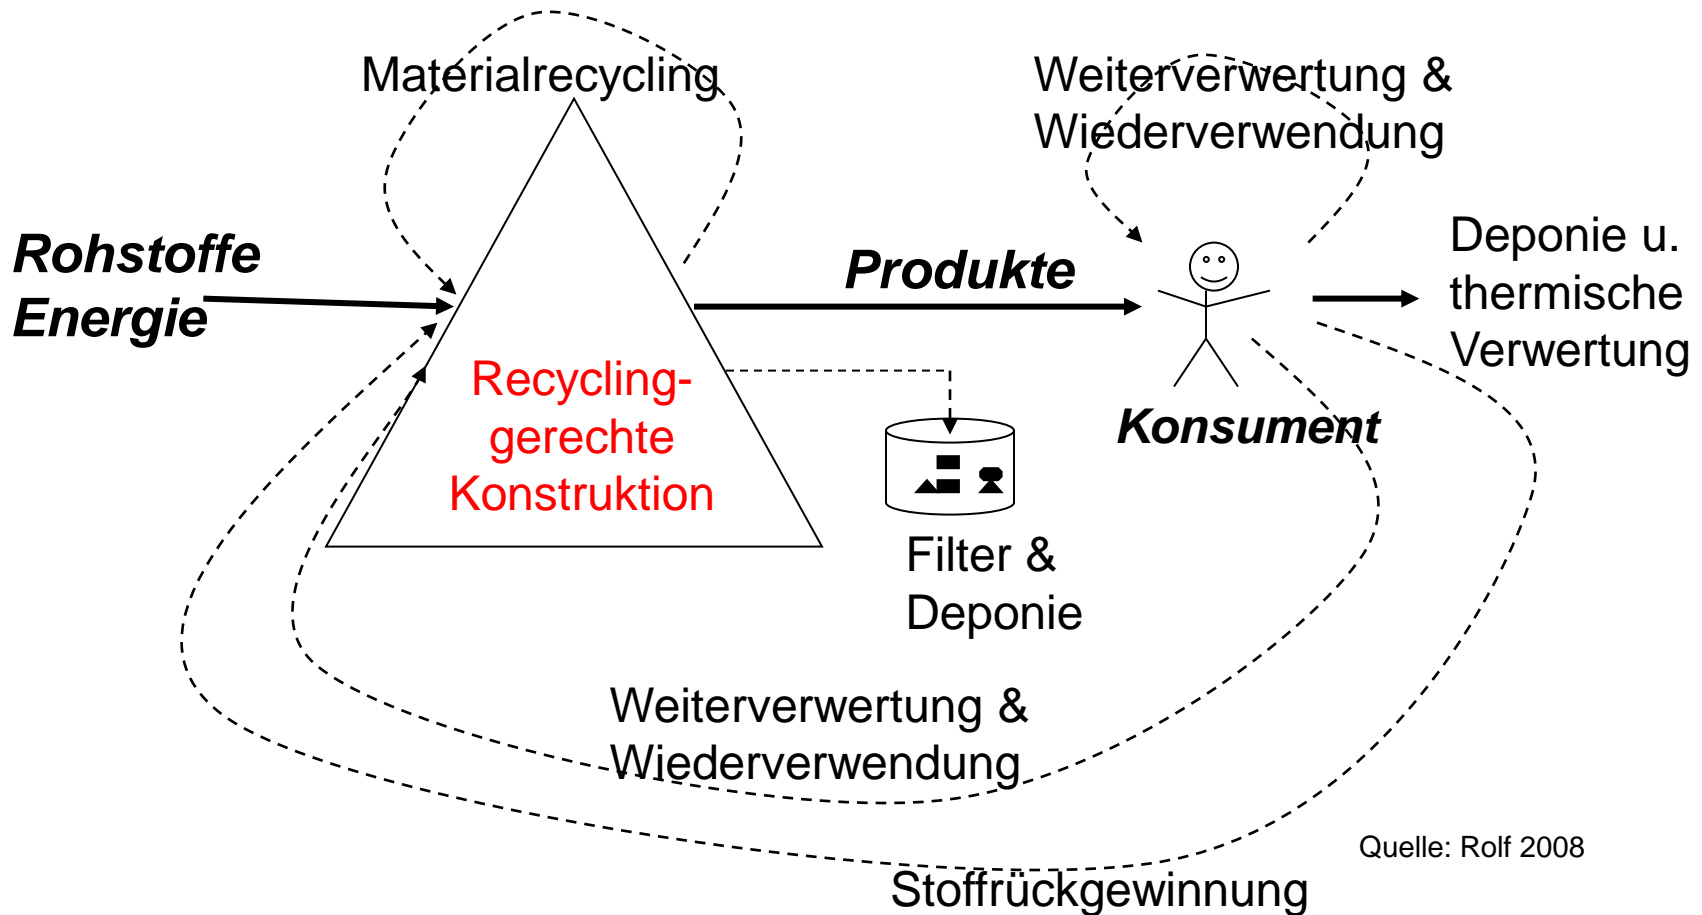 Materialrecycling
Weiterverwertung &
Wiederverwendung
Rohstoffe
Energie
Produkte
Deponie u.
thermische
Verwertung
Recycling-
gerechte
Konstruktion
Konsument
Filter &
Deponie
Weiterverwertung &
Wiederverwendung
Quelle: Rolf 2008
Stoffrückgewinnung